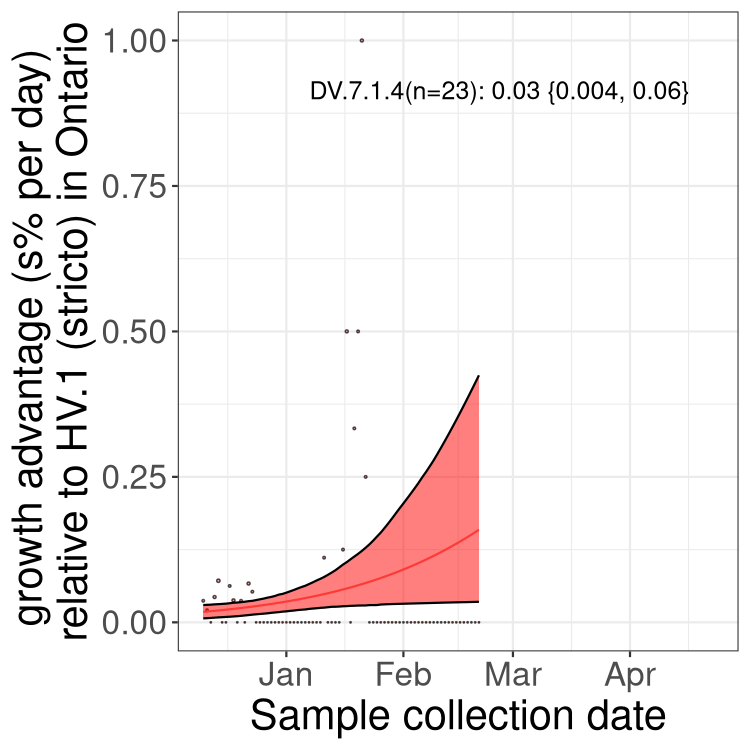 growth advantage (s% per day)
relative to HV.1 (stricto) in Ontario
1.00
0.75
0.50
0.25
0.00
DV.7.1.4(n=23): 0.03 {0.004, 0.06}
Jan Feb Mar Apr
Sample collection date